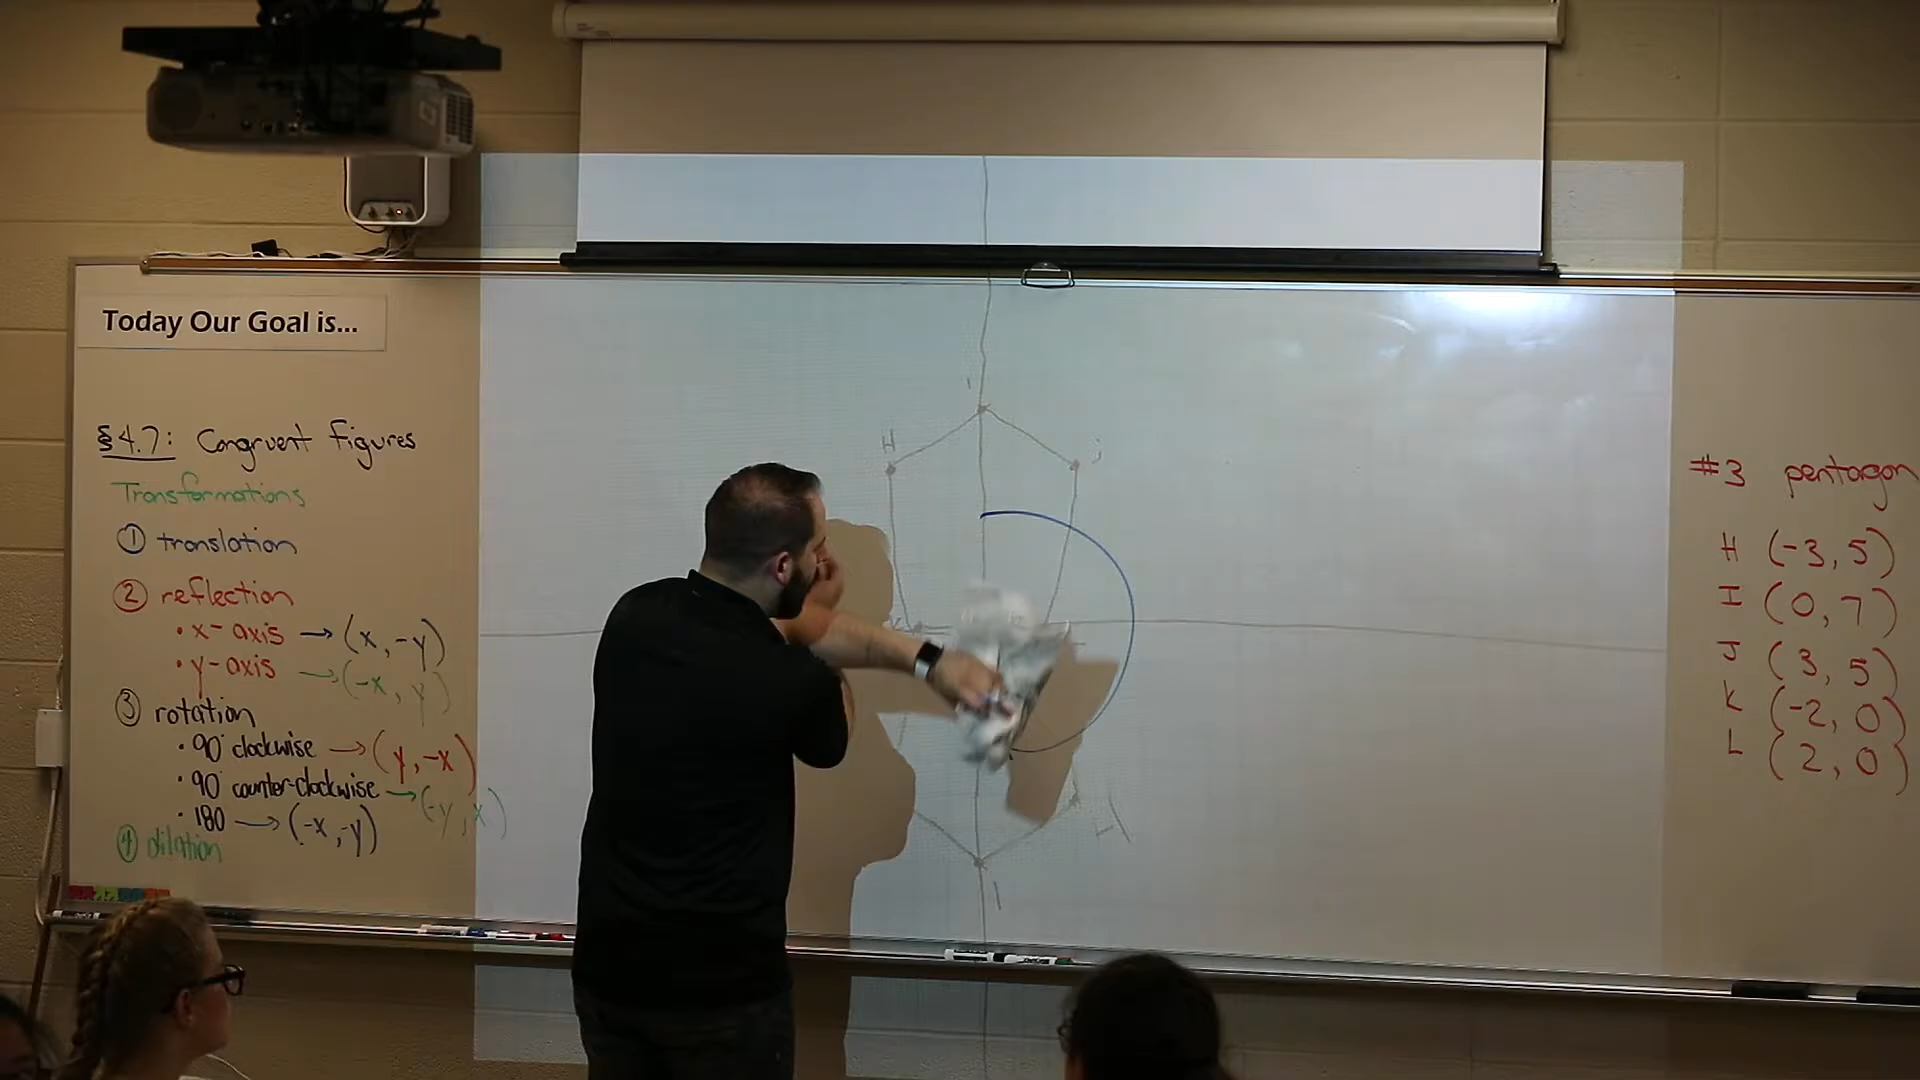 Today Our Goal is...
§4.7: Congruent figures
Transformations
① translation
② reflection
• x-axis → (x, -y)
• y-axis → (-x, y)
③ rotation
• 90° clockwise → (y, -x)
• 90° counter-clockwise → (-y, x)
• 180 → (-x, -y)
④ dilation
H
J
#3 pentagon
H (-3, 5)
I (0, 7)
J (3, 5)
K (-2, 0)
L (2, 0)